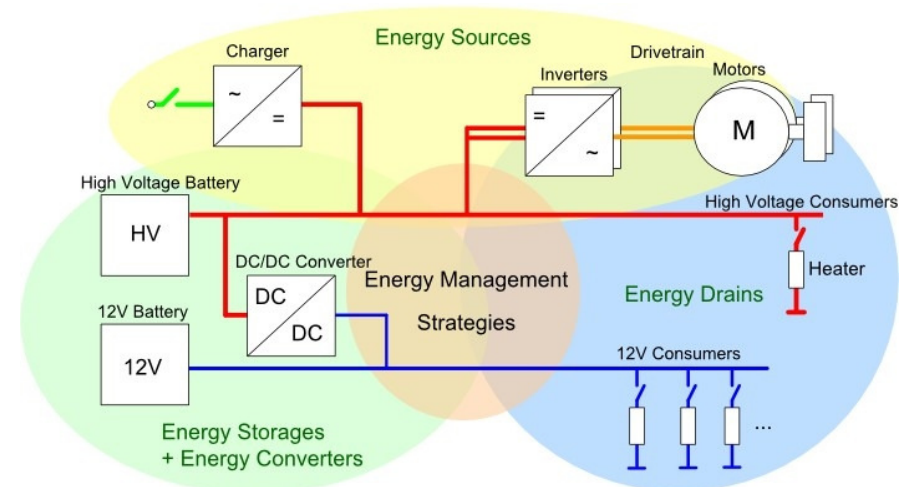 Energy Sources
Charger
~
=
Drivetrain
Inverters
Motors
=
~
M
High Voltage Battery
HV
High Voltage Consumers
Heater
DC/DC Converter
DC
DC
Energy Management
Strategies
Energy Drains
12V Battery
12V
12V Consumers
...
Energy Storages
+ Energy Converters